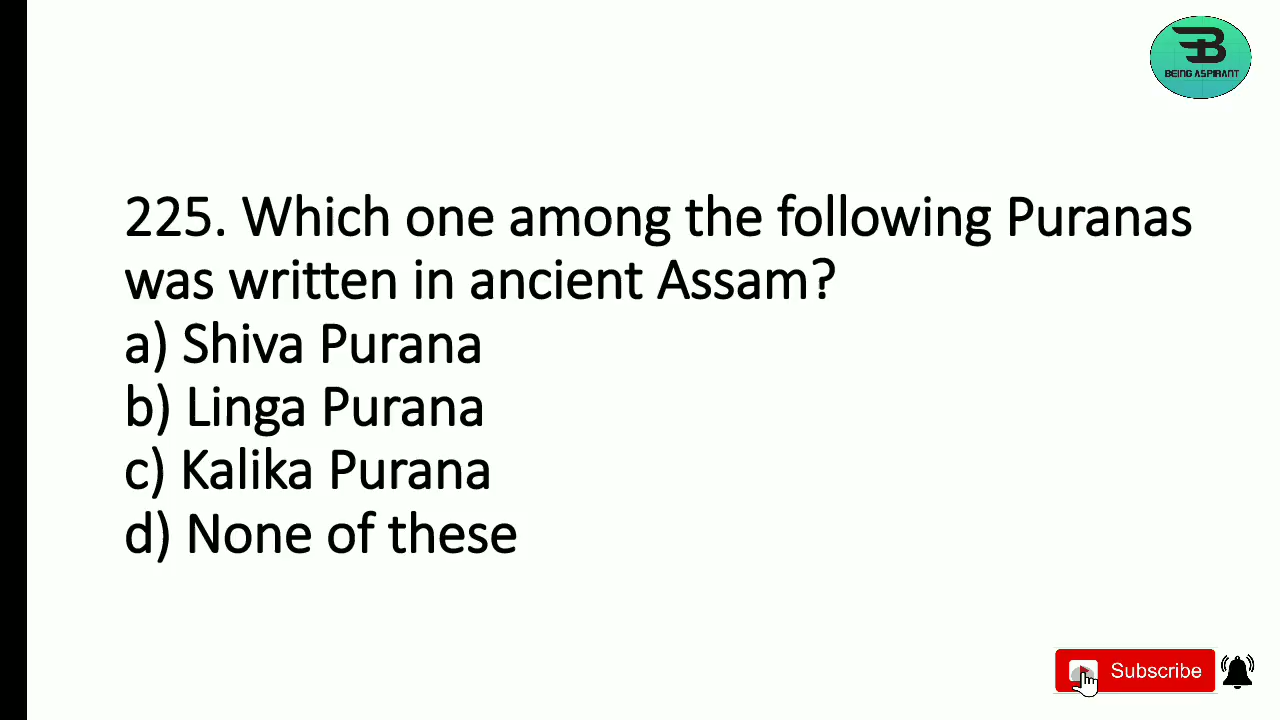 BEING ASPIRANT
225. Which one among the following Puranas
was written in ancient Assam?
a) Shiva Purana
b) Linga Purana
c) Kalika Purana
d) None of these
Subscribe